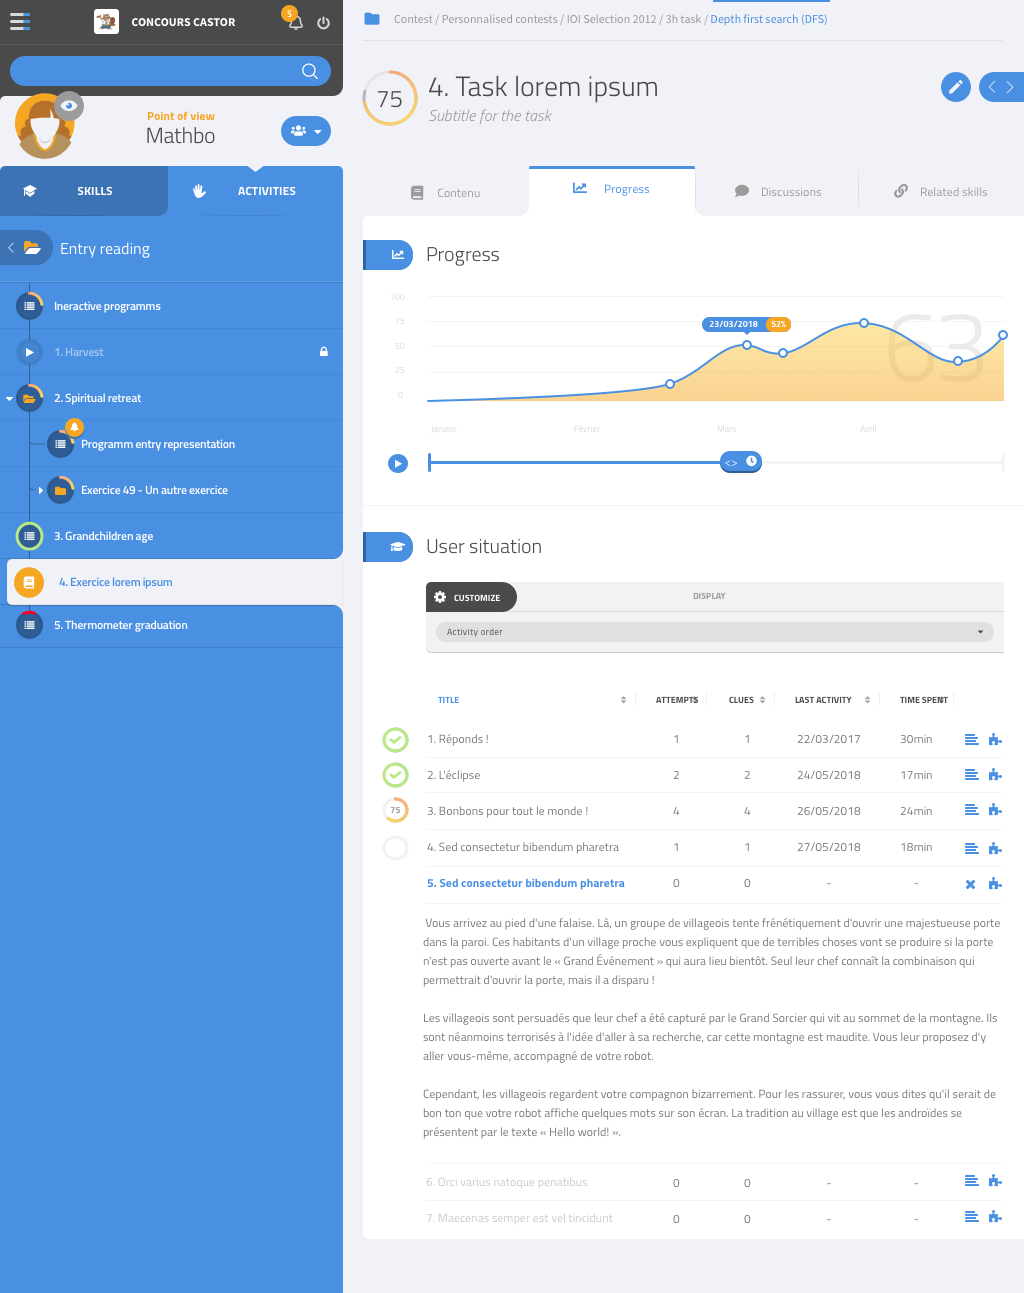 CONCOURS CASTOR
5
Contest / Personnalised contests / IOI Selection 2012 / 3h task / Depth first search (DFS)
Point of view
Mathbo
75
4. Task lorem ipsum
Subtitle for the task
SKILLS
ACTIVITIES
Entry reading
Ineractive programms
1. Harvest
2. Spiritual retreat
Programm entry representation
Exercice 49 - Un autre exercice
3. Grandchildren age
4. Exercice lorem ipsum
5. Thermometer graduation
Contenu
Progress
Discussions
Related skills
Progress
100
75
50
25
0
23/03/2018 52%
63
Janvier
Février
Mars
Avril
<>
User situation
CUSTOMIZE
DISPLAY
Activity order
TITLE ATTEMPTS CLUES LAST ACTIVITY TIME SPENT
1. Réponds ! 1 1 22/03/2017 30min
2. L'éclipse 2 2 24/05/2018 17min
75 3. Bonbons pour tout le monde ! 4 4 26/05/2018 24min
4. Sed consectetur bibendum pharetra 1 1 27/05/2018 18min
5. Sed consectetur bibendum pharetra 0 0 - -
Vous arrivez au pied d'une falaise. Là, un groupe de villageois tente frénétiquement d'ouvrir une majestueuse porte
dans la paroi. Ces habitants d'un village proche vous expliquent que de terribles choses vont se produire si la porte
n'est pas ouverte avant le « Grand Événement » qui aura lieu bientôt. Seul leur chef connaît la combinaison qui
permettrait d'ouvrir la porte, mais il a disparu !
Les villageois sont persuadés que leur chef a été capturé par le Grand Sorcier qui vit au sommet de la montagne. Ils
sont néanmoins terrorisés à l'idée d'aller à sa recherche, car cette montagne est maudite. Vous leur proposez d'y
aller vous-même, accompagné de votre robot.
Cependant, les villageois regardent votre compagnon bizarrement. Pour les rassurer, vous vous dites qu'il serait de
bon ton que votre robot affiche quelques mots sur son écran. La tradition au village est que les androïdes se
présentent par le texte « Hello world! ».
6. Orci varius natoque penatibus 0 0 - -
7. Maecenas semper est vel tincidunt 0 0 - -